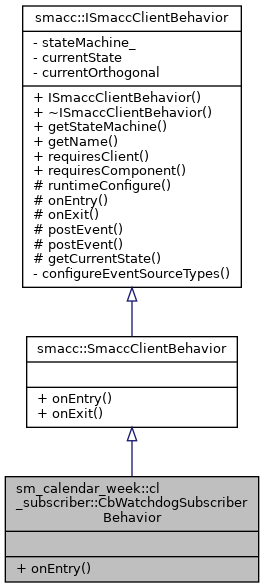 smacc::ISmaccClientBehavior
- stateMachine_
- currentState
- currentOrthogonal
+ ISmaccClientBehavior()
+ ~ISmaccClientBehavior()
+ getStateMachine()
+ getName()
+ requiresClient()
+ requiresComponent()
# runtimeConfigure()
# onEntry()
# onExit()
# postEvent()
# postEvent()
# getCurrentState()
- configureEventSourceTypes()
smacc::SmaccClientBehavior
+ onEntry()
+ onExit()
sm_calendar_week::cl
_subscriber::CbWatchdogSubscriber
Behavior
+ onEntry()